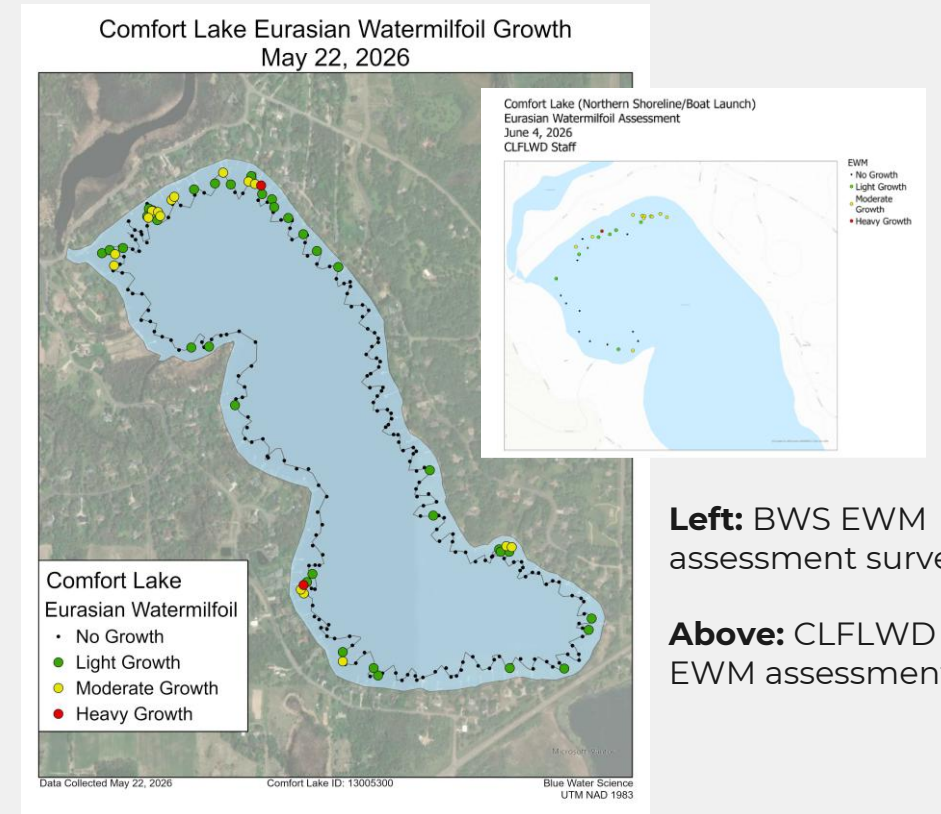 Comfort Lake Eurasian Watermilfoil Growth
May 22, 2026
Comfort Lake
Eurasian Watermilfoil
No Growth
Light Growth
Moderate Growth
Heavy Growth
Data Collected May 22, 2026
Comfort Lake ID: 13005300
Blue Water Science
UTM NAD 1983
Comfort Lake (Northern Shoreline/Boat Launch)
Eurasian Watermilfoil Assessment
June 4, 2026
CLFLWD Staff
EWM
No Growth
Light Growth
Moderate
Growth
Heavy Growth
Left: BWS EWM
assessment surve
Above: CLFLWD
EWM assessment